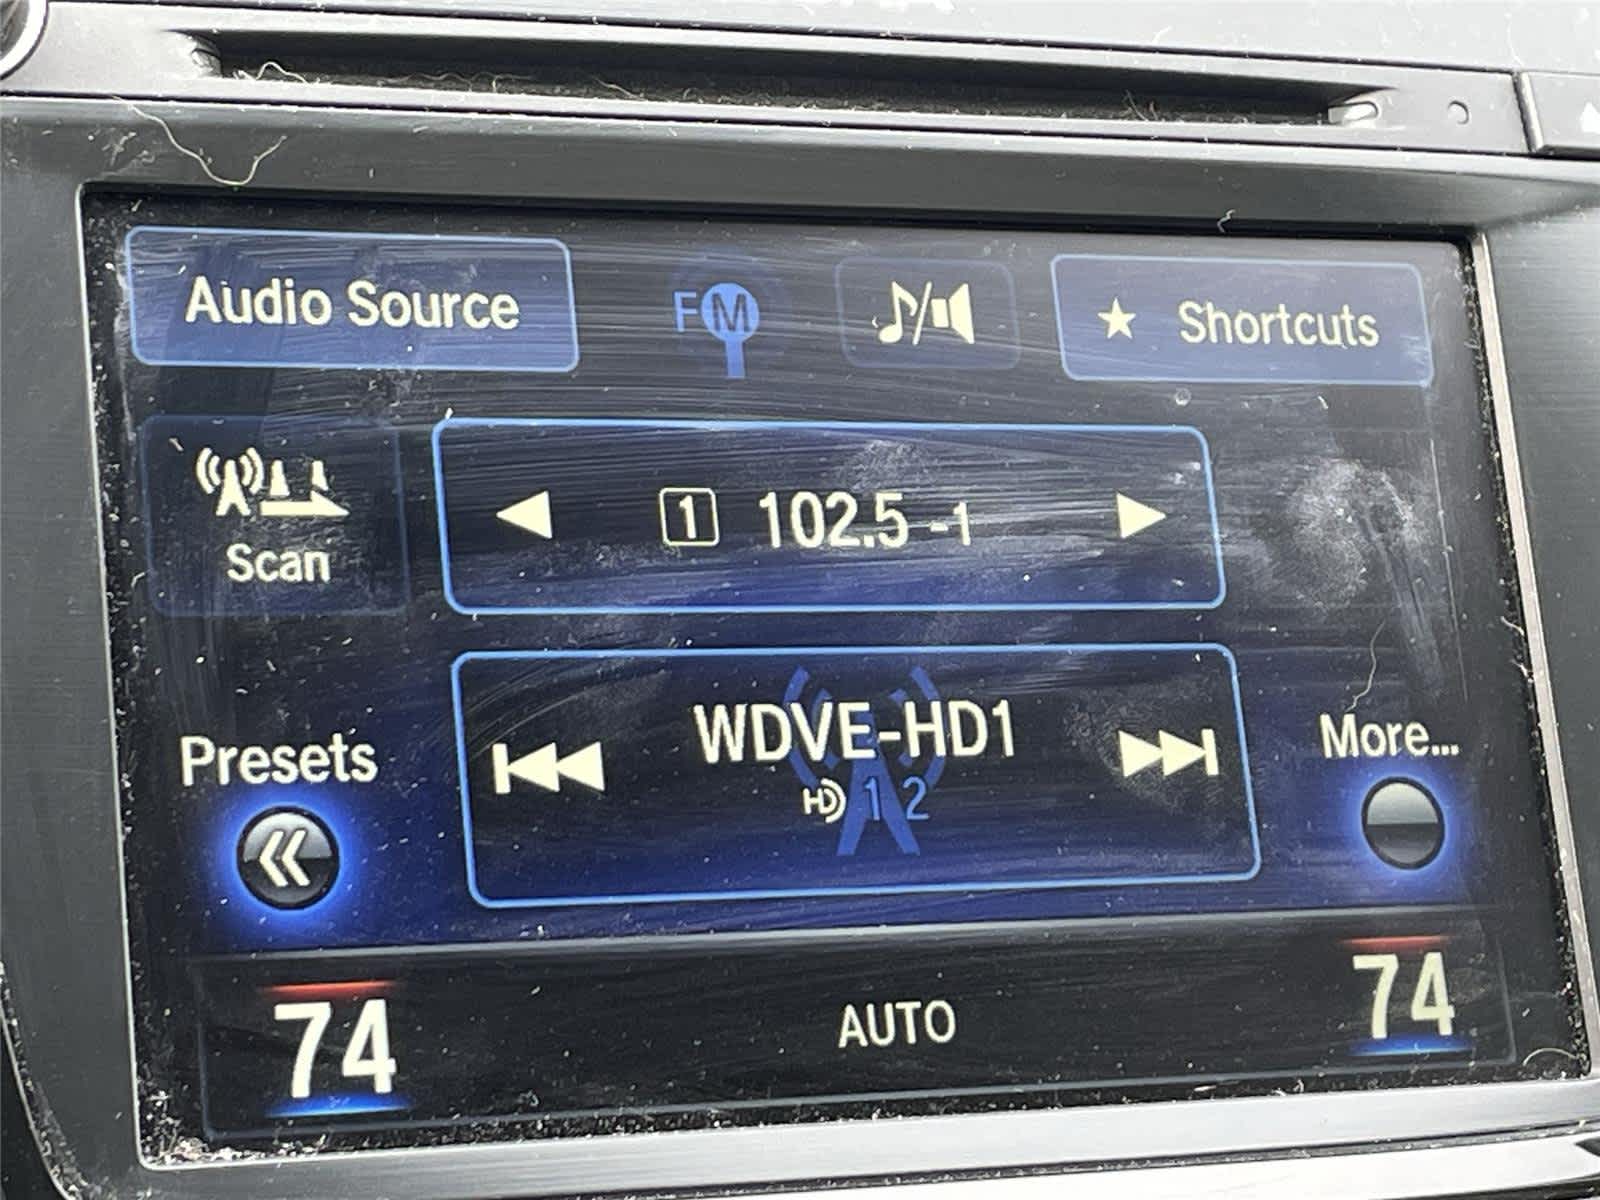 Audio Source
FM
Shortcuts
Scan
1 102.5 -1
Presets
WDVE-HD1
HD 1 2
More...
74
AUTO
74